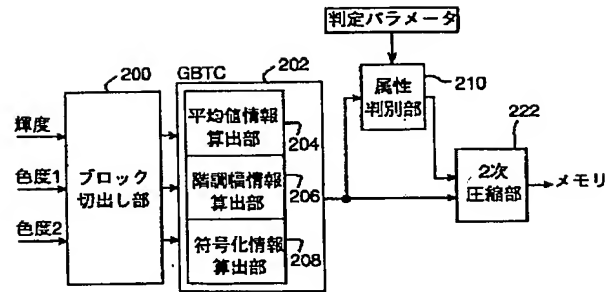 判定パラメータ
200
GBTC
202
210
222
輝度
色度1
色度2
ブロック
切出し部
平均値情報
算出部
204
階調幅情報
算出部
206
符号化情報
算出部
208
属性
判別部
2次
圧縮部
メモリ